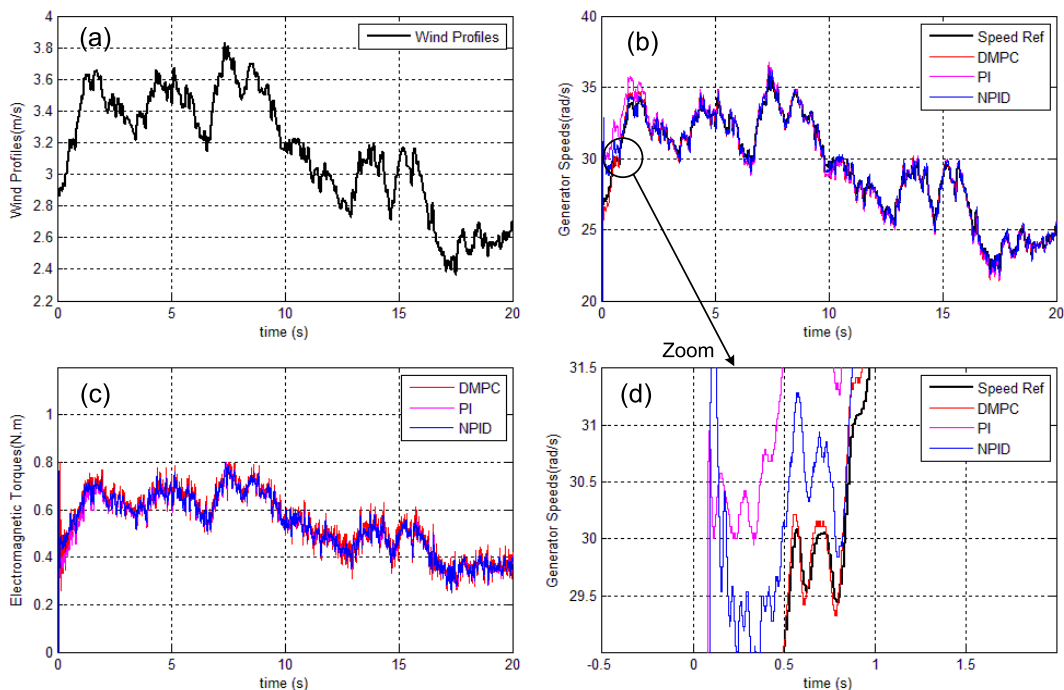 (a)
Wind Profiles
4
3.8
3.6
3.4
3.2
3
2.8
2.6
2.4
2.2
Wind Profiles(m/s)
0 5 10 15 20
time (s)
(b)
Speed Ref
DMPC
PI
NPID
40
35
30
25
20
Generator Speeds(rad/s)
0 5 10 15 20
time (s)
Zoom
(c)
DMPC
PI
NPID
1
0.8
0.6
0.4
0.2
0
Electromagnetic Torques(N.m)
0 5 10 15 20
time (s)
(d)
Speed Ref
DMPC
PI
NPID
31.5
31
30.5
30
29.5
Generator Speeds(rad/s)
-0.5 0 0.5 1 1.5
time (s)